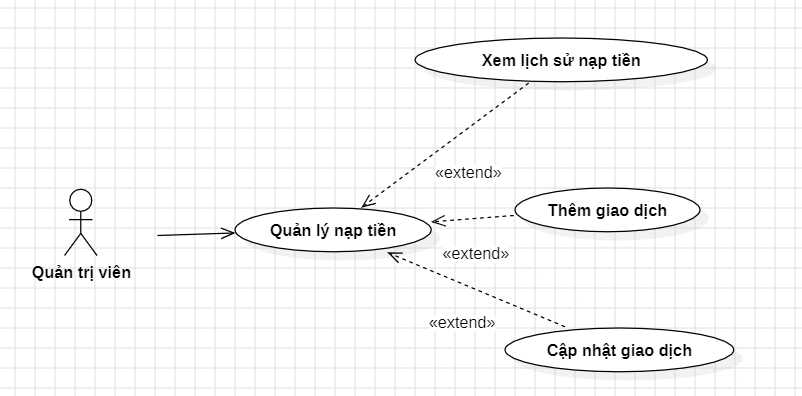 Xem lịch sử nạp tiền
«extend»
Thêm giao dịch
Quản lý nạp tiền
«extend»
Quản trị viên
«extend»
Cập nhật giao dịch